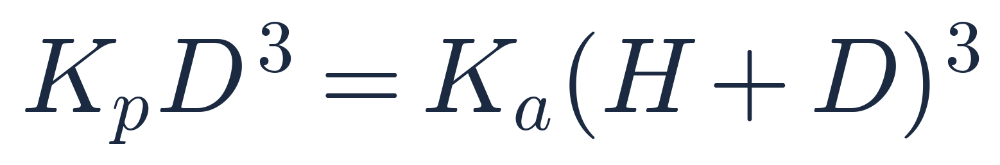 $K_p D^3 = K_a (H + D)^3$